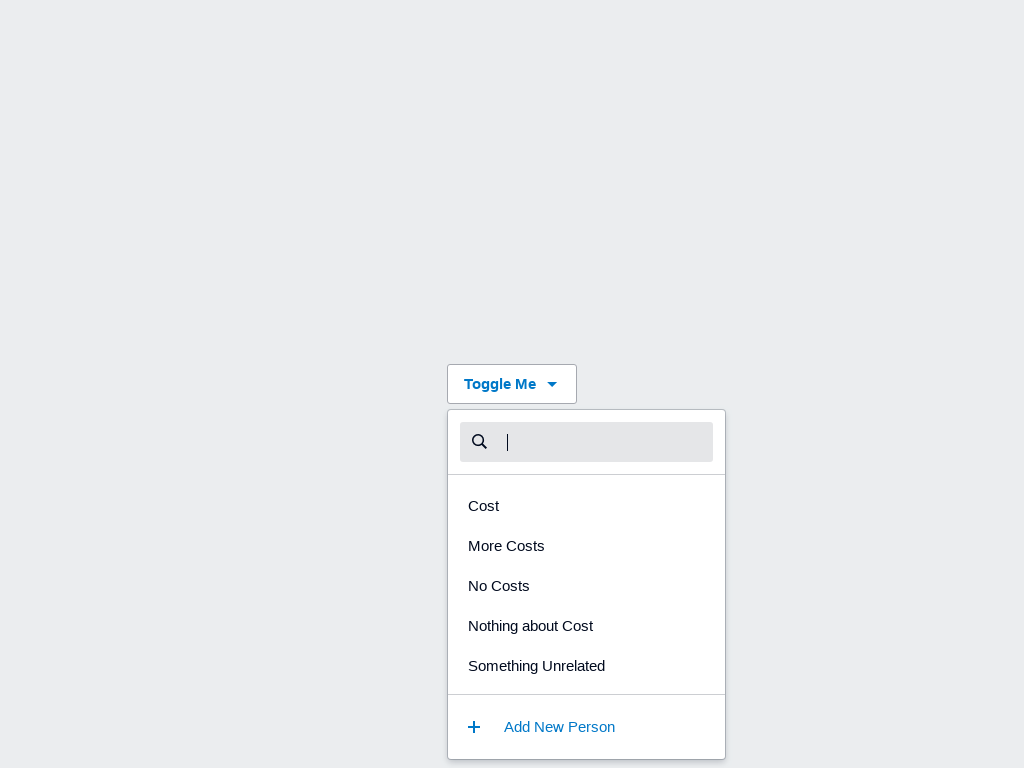 Toggle Me
Cost
More Costs
No Costs
Nothing about Cost
Something Unrelated
Add New Person